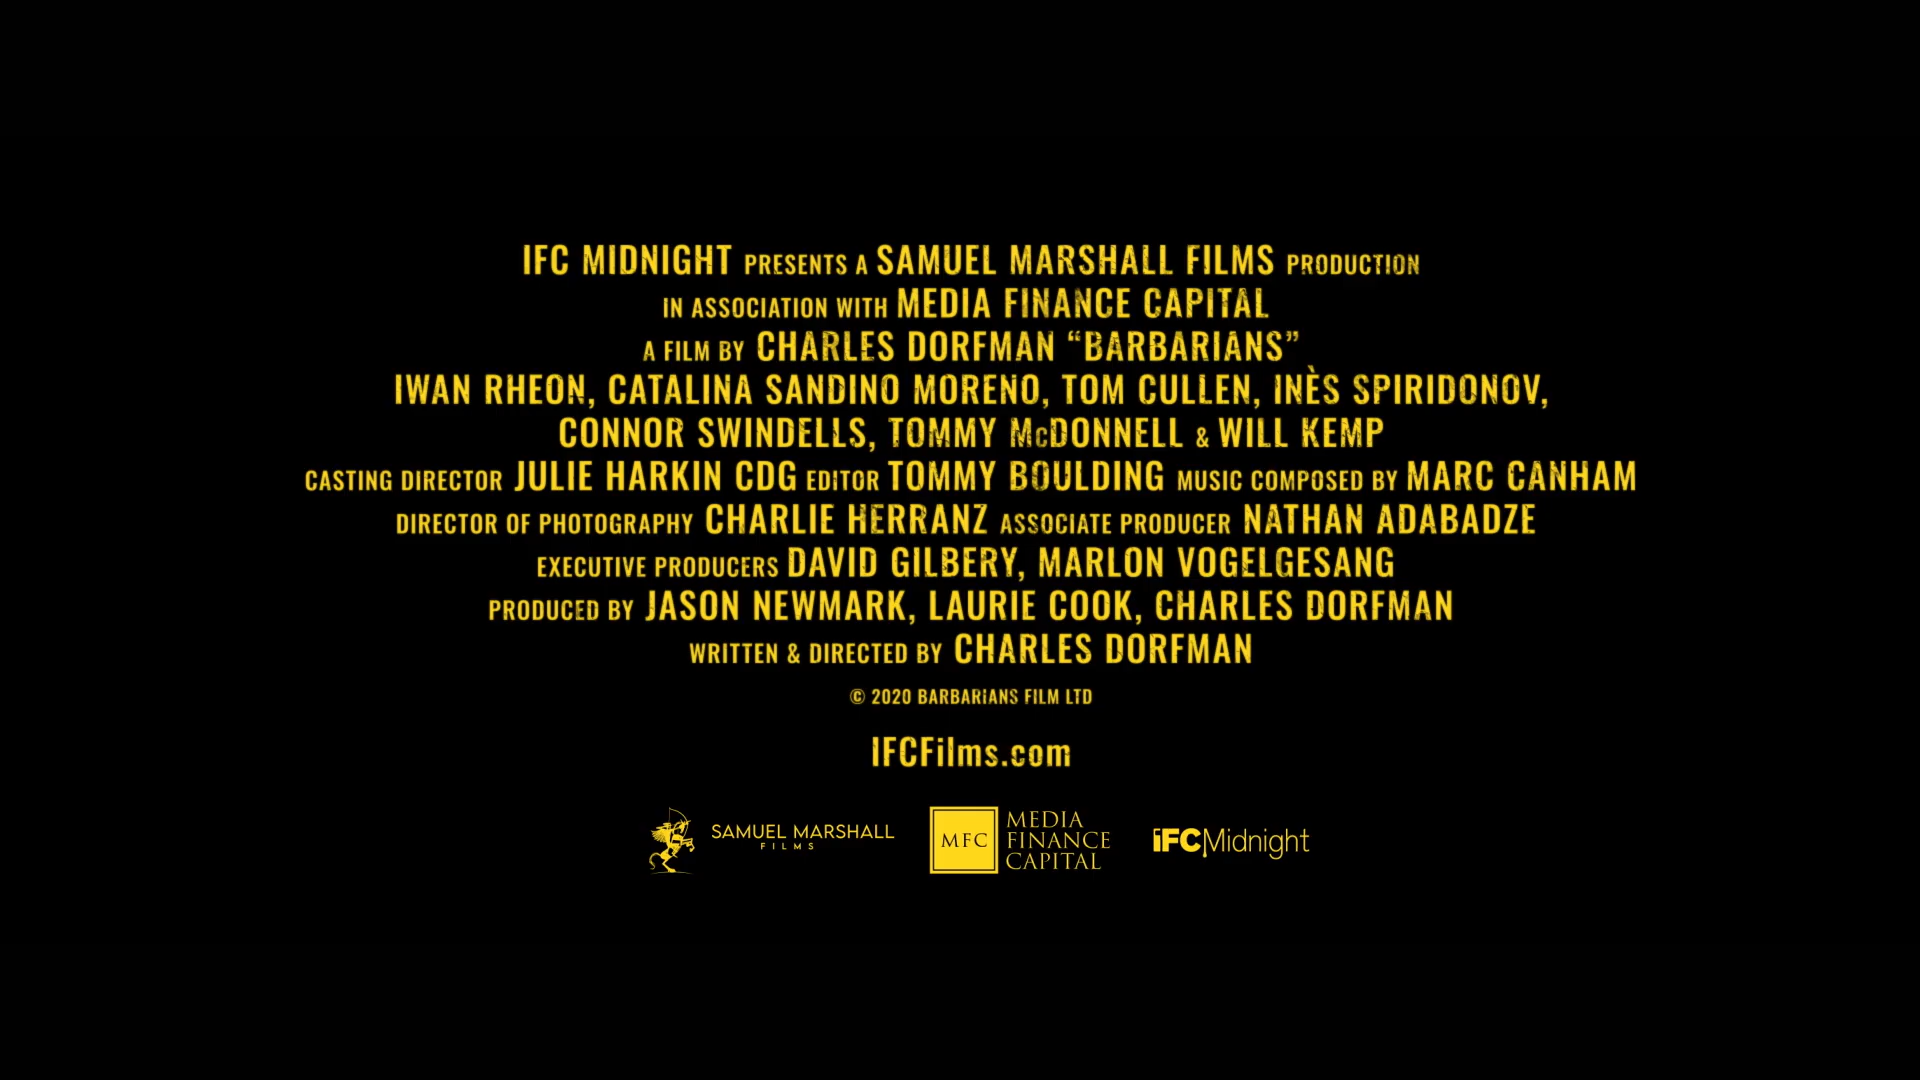 IFC MIDNIGHT PRESENTS A SAMUEL MARSHALL FILMS PRODUCTION
IN ASSOCIATION WITH MEDIA FINANCE CAPITAL
A FILM BY CHARLES DORFMAN “BARBARIANS”
IWAN RHEON, CATALINA SANDINO MORENO, TOM CULLEN, INÈS SPIRIDONOV,
CONNOR SWINDELLS, TOMMY McDONNELL & WILL KEMP
CASTING DIRECTOR JULIE HARKIN CDG EDITOR TOMMY BOULDING MUSIC COMPOSED BY MARC CANHAM
DIRECTOR OF PHOTOGRAPHY CHARLIE HERRANZ ASSOCIATE PRODUCER NATHAN ADABADZE
EXECUTIVE PRODUCERS DAVID GILBERY, MARLON VOGELGESANG
PRODUCED BY JASON NEWMARK, LAURIE COOK, CHARLES DORFMAN
WRITTEN & DIRECTED BY CHARLES DORFMAN
© 2020 BARBARIANS FILM LTD
IFCFilms.com
SAMUEL MARSHALL
FILMS
MFC
MEDIA
FINANCE
CAPITAL
IFC Midnight